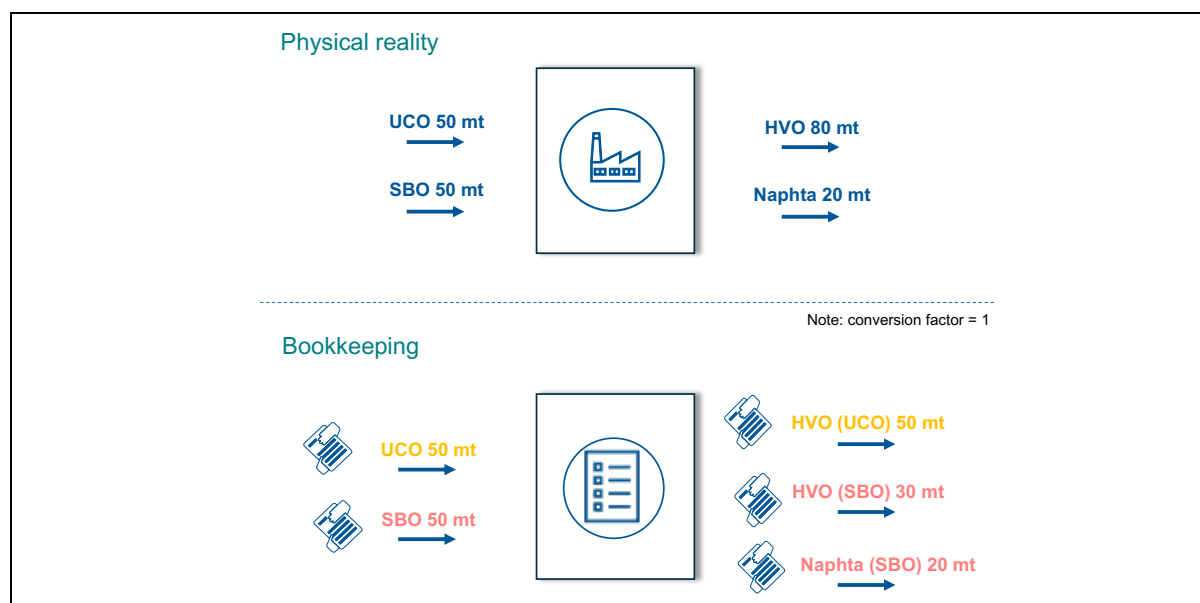 Physical reality
UCO 50 mt
HVO 80 mt
SBO 50 mt
Naphta 20 mt
Note: conversion factor = 1
Bookkeeping
HVO (UCO) 50 mt
UCO 50 mt
HVO (SBO) 30 mt
SBO 50 mt
Naphta (SBO) 20 mt